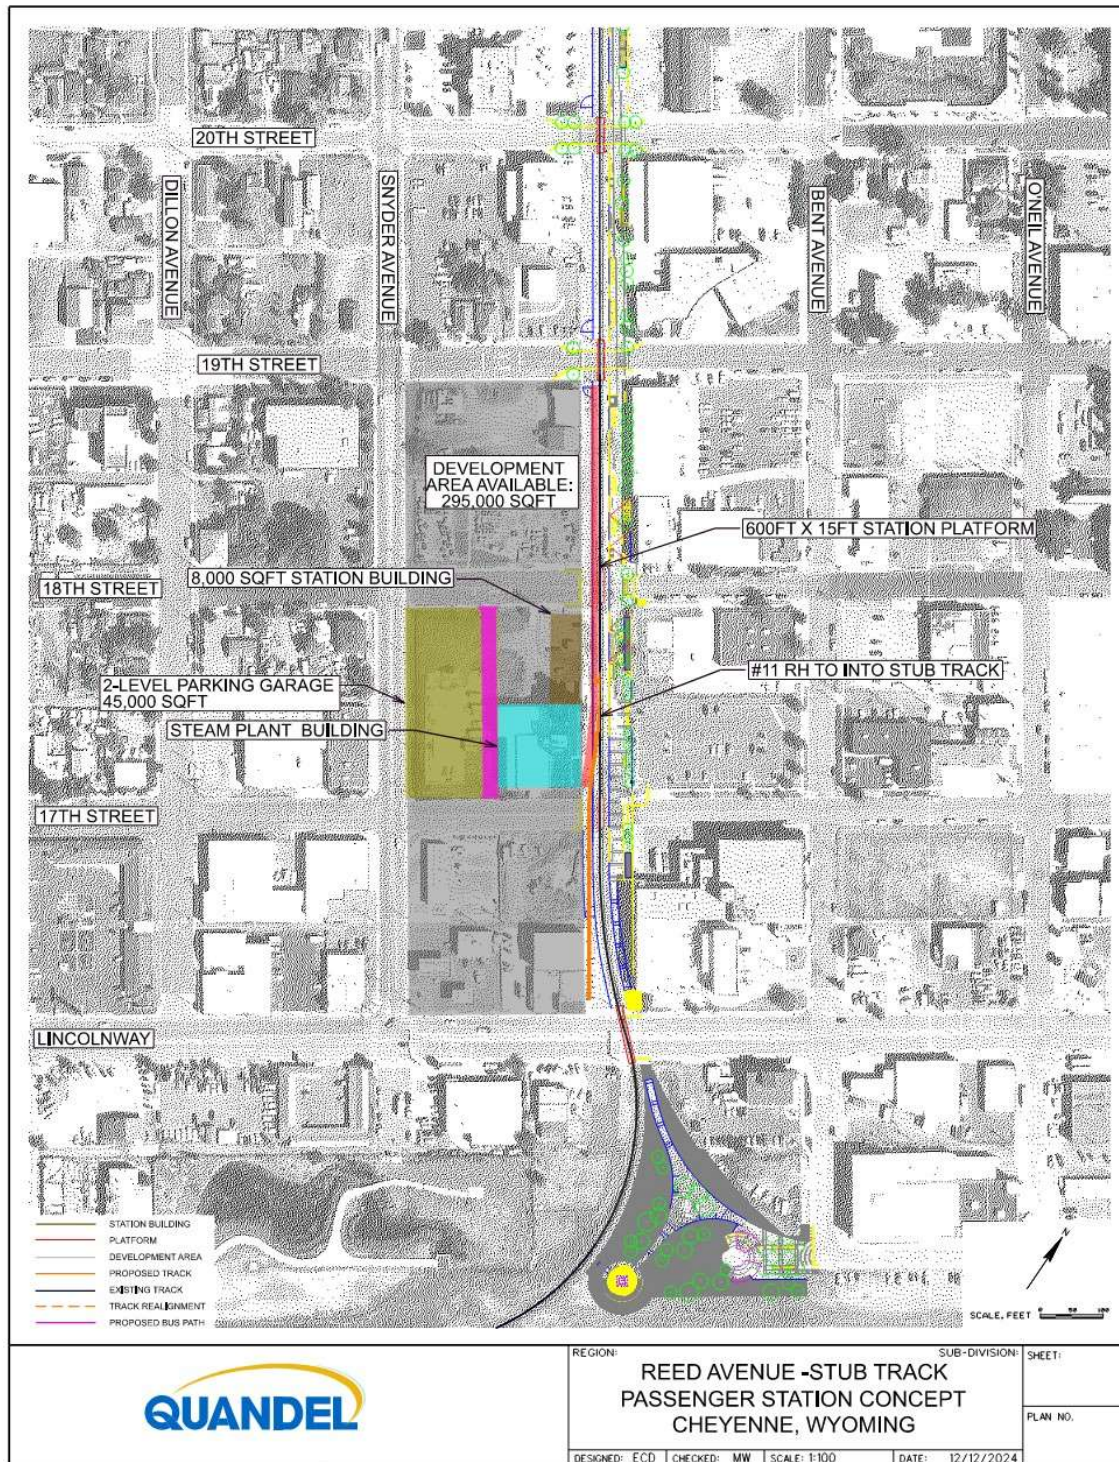 20TH STREET
DILLON AVENUE
SNYDER AVENUE
BENT AVENUE
O'NEIL AVENUE
19TH STREET
DEVELOPMENT
AREA AVAILABLE:
295,000 SQFT
600FT X 15FT STATION PLATFORM
8,000 SQFT STATION BUILDING
18TH STREET
#11 RH TO INTO STUB TRACK
2-LEVEL PARKING GARAGE
45,000 SQFT
STEAM PLANT BUILDING
17TH STREET
LINCOLNWAY
STATION BUILDING
PLATFORM
DEVELOPMENT AREA
PROPOSED TRACK
EXISTING TRACK
TRACK REALIGNMENT
PROPOSED BUS PATH
N
SCALE, FEET 0 50 100
QUANDEL
REGION: SUB-DIVISION: SHEET:
REED AVENUE -STUB TRACK
PASSENGER STATION CONCEPT
CHEYENNE, WYOMING
PLAN NO.
DESIGNED: ECD CHECKED: MW SCALE: 1:100 DATE: 12/12/2024